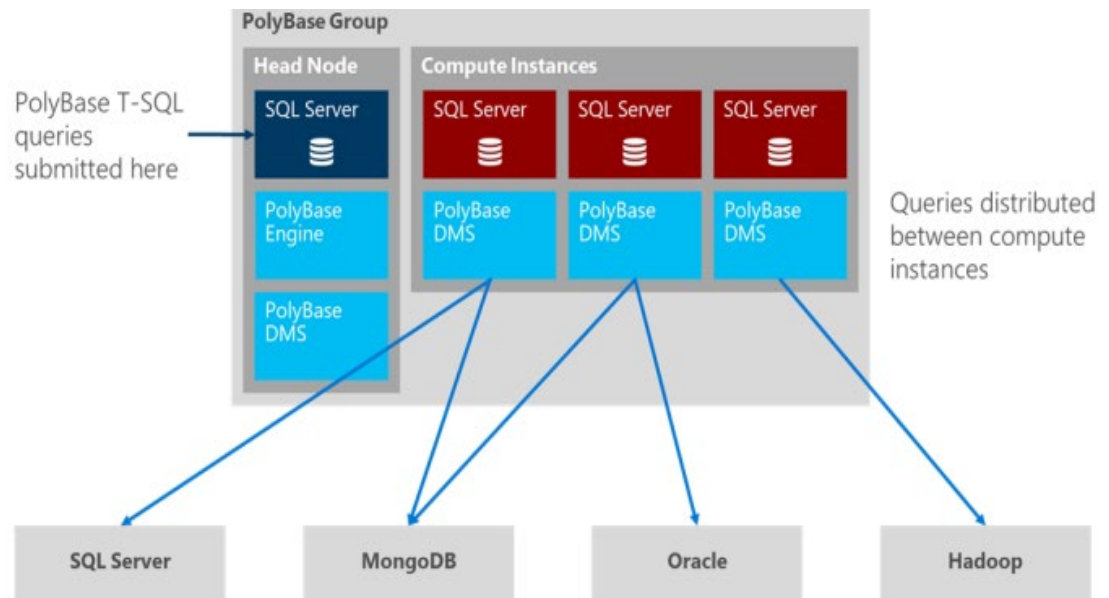 PolyBase Group
Head Node
Compute Instances
PolyBase T-SQL
queries
submitted here
SQL Server
SQL Server
SQL Server
SQL Server
PolyBase
Engine
PolyBase
DMS
PolyBase
DMS
PolyBase
DMS
Queries distributed
between compute
instances
PolyBase
DMS
SQL Server
MongoDB
Oracle
Hadoop